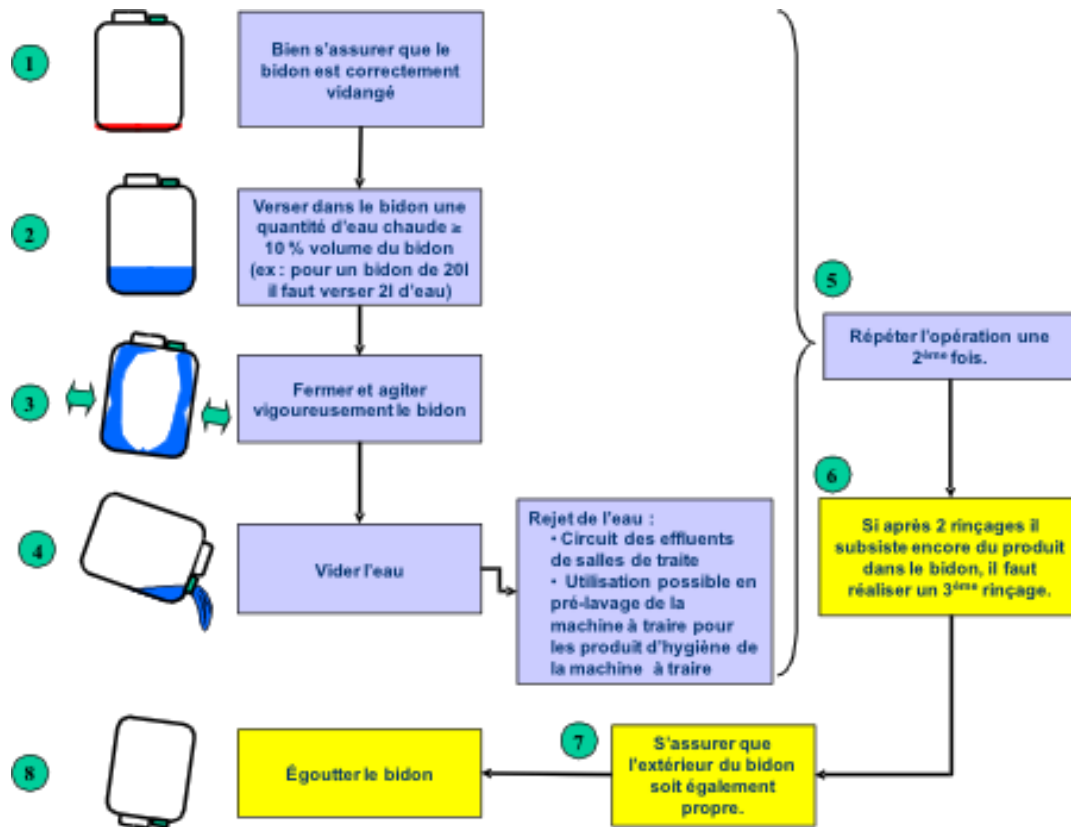 1
Bien s'assurer que le
bidon est correctement
vidangé
2
Verser dans le bidon une
quantité d'eau chaude ≥
10 % volume du bidon
(ex : pour un bidon de 20l
il faut verser 2l d'eau)
3
Fermer et agiter
vigoureusement le bidon
4
Vider l'eau
Rejet de l'eau :
• Circuit des effluents
de salles de traite
• Utilisation possible en
pré-lavage de la
machine à traire pour
les produit d'hygiène de
la machine à traire
5
Répéter l'opération une
2ème fois.
6
Si après 2 rinçages il
subsiste encore du produit
dans le bidon, il faut
réaliser un 3ème rinçage.
7
S'assurer que
l'extérieur du bidon
soit également
propre.
8
Égoutter le bidon